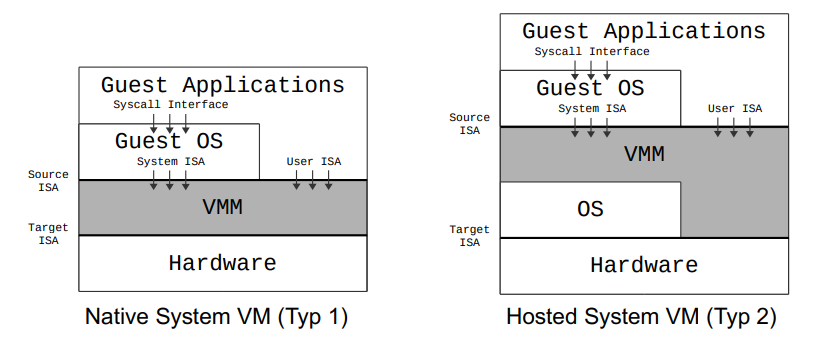 Guest Applications
Syscall Interface
Guest OS
System ISA
User ISA
Source
ISA
VMM
Target
ISA
Hardware
Native System VM (Typ 1)
Guest Applications
Syscall Interface
Guest OS
System ISA
User ISA
Source
ISA
VMM
OS
Target
ISA
Hardware
Hosted System VM (Typ 2)